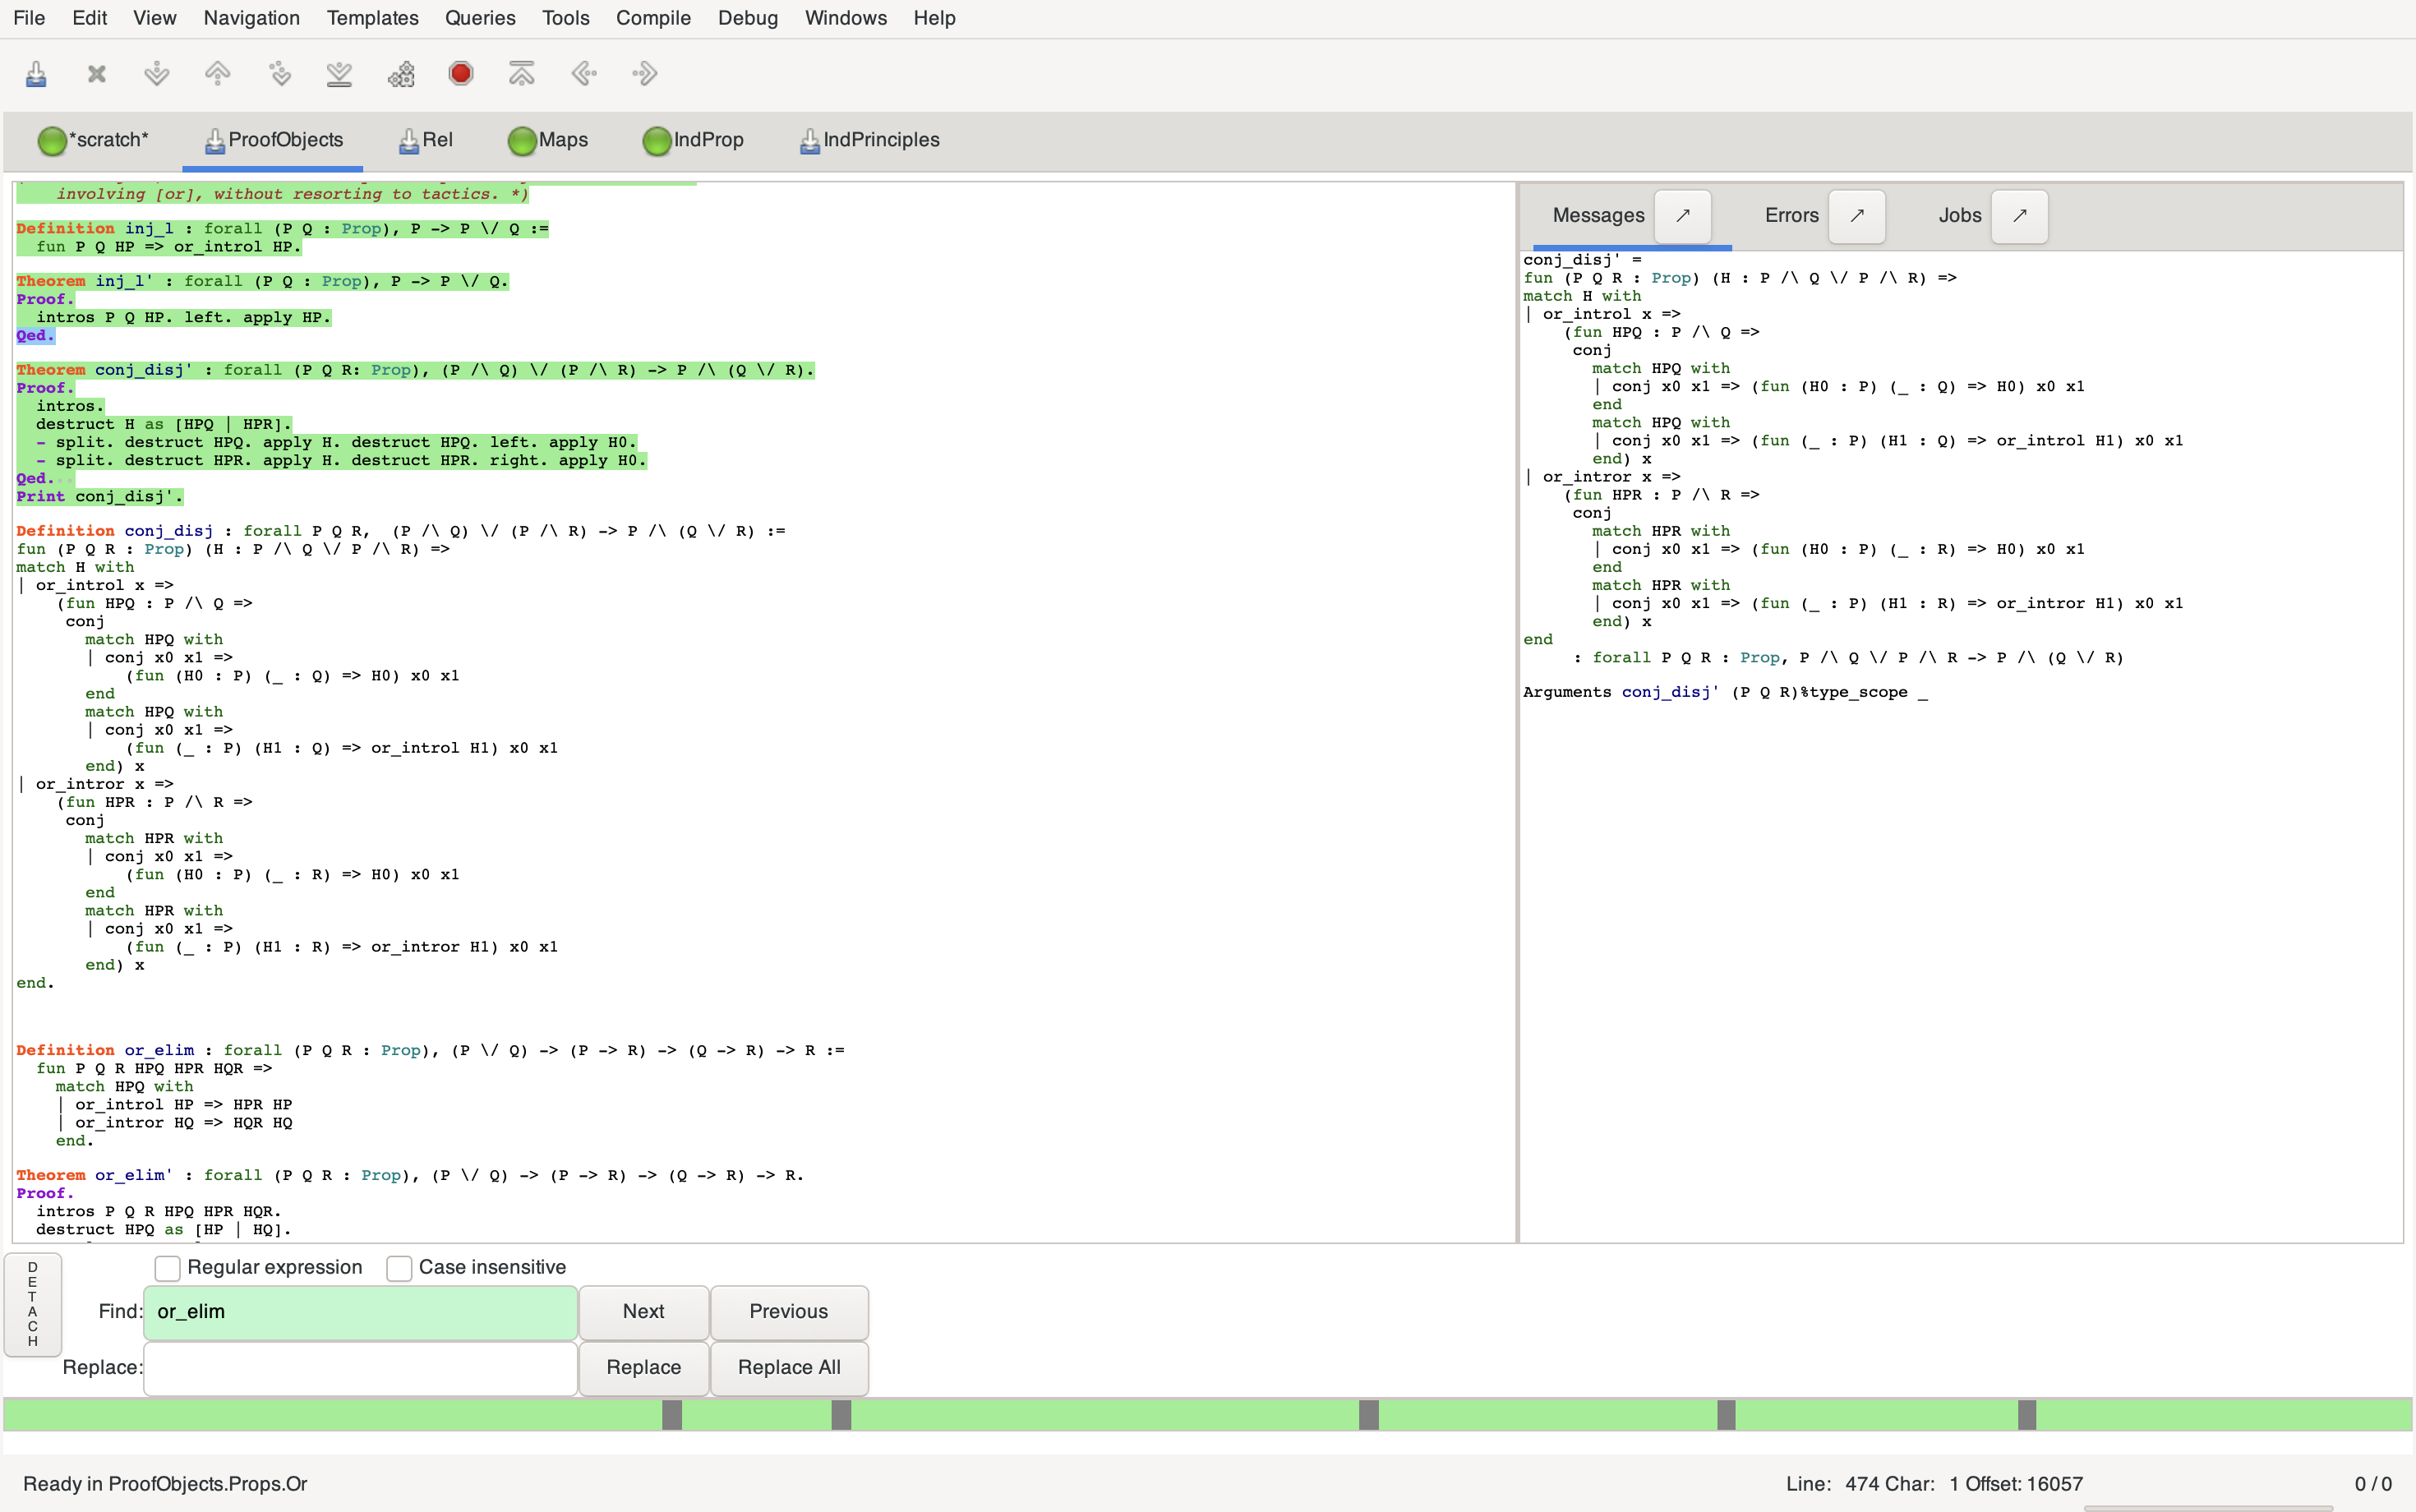 File Edit View Navigation Templates Queries Tools Compile Debug Windows Help
*scratch* ProofObjects Rel Maps IndProp IndPrinciples
involving [or], without resorting to tactics. *)
Definition inj_l : forall (P Q : Prop), P -> P \/ Q :=
  fun P Q HP => or_introl HP.
Theorem inj_l' : forall (P Q : Prop), P -> P \/ Q.
Proof.
  intros P Q HP. left. apply HP.
Qed.
Theorem conj_disj' : forall (P Q R: Prop), (P /\ Q) \/ (P /\ R) -> P /\ (Q \/ R).
Proof.
  intros.
  destruct H as [HPQ | HPR].
  - split. destruct HPQ. apply H. destruct HPQ. left. apply H0.
  - split. destruct HPR. apply H. destruct HPR. right. apply H0.
Qed.
Print conj_disj'.
Definition conj_disj : forall P Q R,  (P /\ Q) \/ (P /\ R) -> P /\ (Q \/ R) :=
fun (P Q R : Prop) (H : P /\ Q \/ P /\ R) =>
match H with
| or_introl x =>
    (fun HPQ : P /\ Q =>
     conj
       match HPQ with
       | conj x0 x1 =>
           (fun (H0 : P) (_ : Q) => H0) x0 x1
       end
       match HPQ with
       | conj x0 x1 =>
           (fun (_ : P) (H1 : Q) => or_introl H1) x0 x1
       end) x
| or_intror x =>
    (fun HPR : P /\ R =>
     conj
       match HPR with
       | conj x0 x1 =>
           (fun (H0 : P) (_ : R) => H0) x0 x1
       end
       match HPR with
       | conj x0 x1 =>
           (fun (_ : P) (H1 : R) => or_intror H1) x0 x1
       end) x
end.
Definition or_elim : forall (P Q R : Prop), (P \/ Q) -> (P -> R) -> (Q -> R) -> R :=
  fun P Q R HPQ HPR HQR =>
    match HPQ with
    | or_introl HP => HPR HP
    | or_intror HQ => HQR HQ
    end.
Theorem or_elim' : forall (P Q R : Prop), (P \/ Q) -> (P -> R) -> (Q -> R) -> R.
Proof.
  intros P Q R HPQ HPR HQR.
  destruct HPQ as [HP | HQ].
Messages ↗ Errors ↗ Jobs ↗
conj_disj' =
fun (P Q R : Prop) (H : P /\ Q \/ P /\ R) =>
match H with
| or_introl x =>
    (fun HPQ : P /\ Q =>
     conj
       match HPQ with
       | conj x0 x1 => (fun (H0 : P) (_ : Q) => H0) x0 x1
       end
       match HPQ with
       | conj x0 x1 => (fun (_ : P) (H1 : Q) => or_introl H1) x0 x1
       end) x
| or_intror x =>
    (fun HPR : P /\ R =>
     conj
       match HPR with
       | conj x0 x1 => (fun (H0 : P) (_ : R) => H0) x0 x1
       end
       match HPR with
       | conj x0 x1 => (fun (_ : P) (H1 : R) => or_intror H1) x0 x1
       end) x
end
     : forall P Q R : Prop, P /\ Q \/ P /\ R -> P /\ (Q \/ R)
Arguments conj_disj' (P Q R)%type_scope _
DETACH
Regular expression Case insensitive
Find: or_elim Next Previous
Replace: Replace Replace All
Ready in ProofObjects.Props.Or Line: 474 Char: 1 Offset: 16057 0 / 0